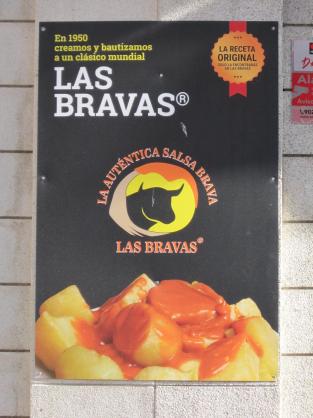 En 1950
creamos y bautizamos
a un clásico mundial
LAS
BRAVAS®
LA RECETA
ORIGINAL
LA AUTÉNTICA SALSA BRAVA
LAS BRAVAS®